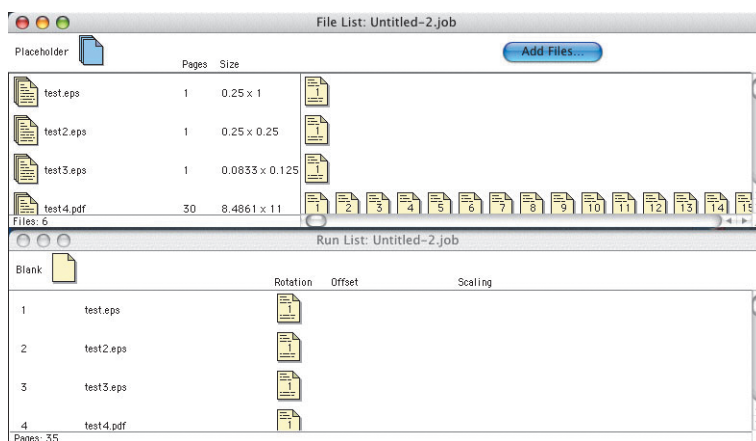 File List: Untitled-2.job
Placeholder
Add Files...
Pages Size
test.eps 1 0.25 x 1 1
test2.eps 1 0.25 x 0.25 1
test3.eps 1 0.0833 x 0.125 1
test4.pdf 30 8.4861 x 11 1 2 3 4 5 6 7 8 9 10 11 12 13 14 15
Files: 6
Run List: Untitled-2.job
Blank
Rotation Offset Scaling
1 test.eps 1
2 test2.eps 1
3 test3.eps 1
4 test4.pdf 1
Pages: 35